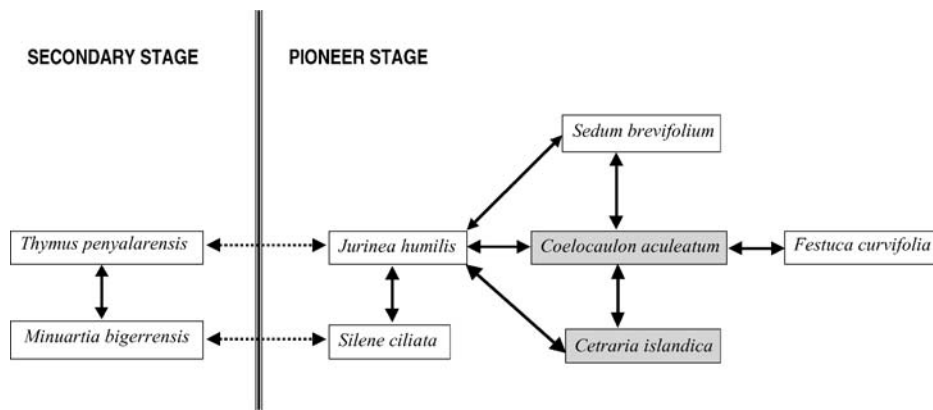 SECONDARY STAGE
PIONEER STAGE
Sedum brevifolium
Thymus penyalarensis
Jurinea humilis
Coelocaulon aculeatum
Festuca curvifolia
Minuartia bigerrensis
Silene ciliata
Cetraria islandica